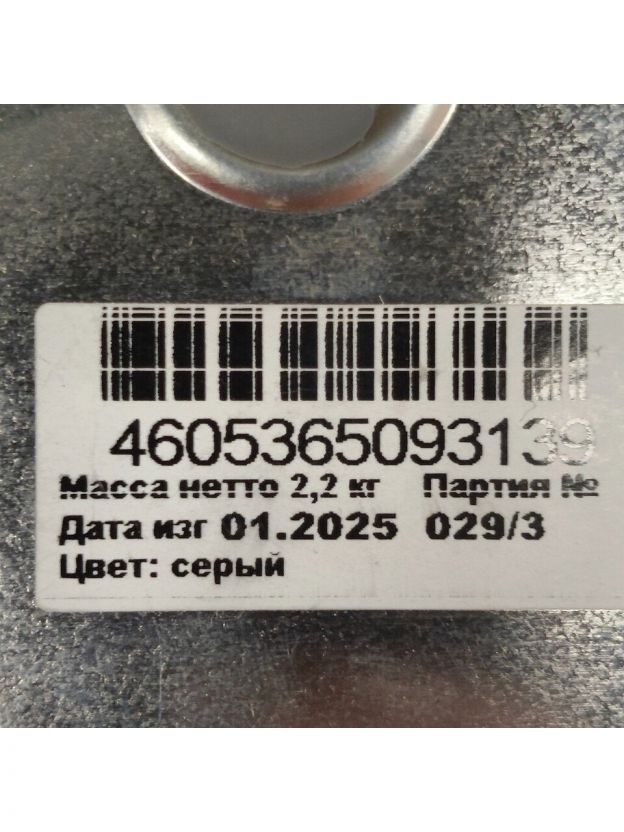 4605365093139
Масса нетто 2,2 кг Партия №
Дата изг 01.2025 029/3
Цвет: серый